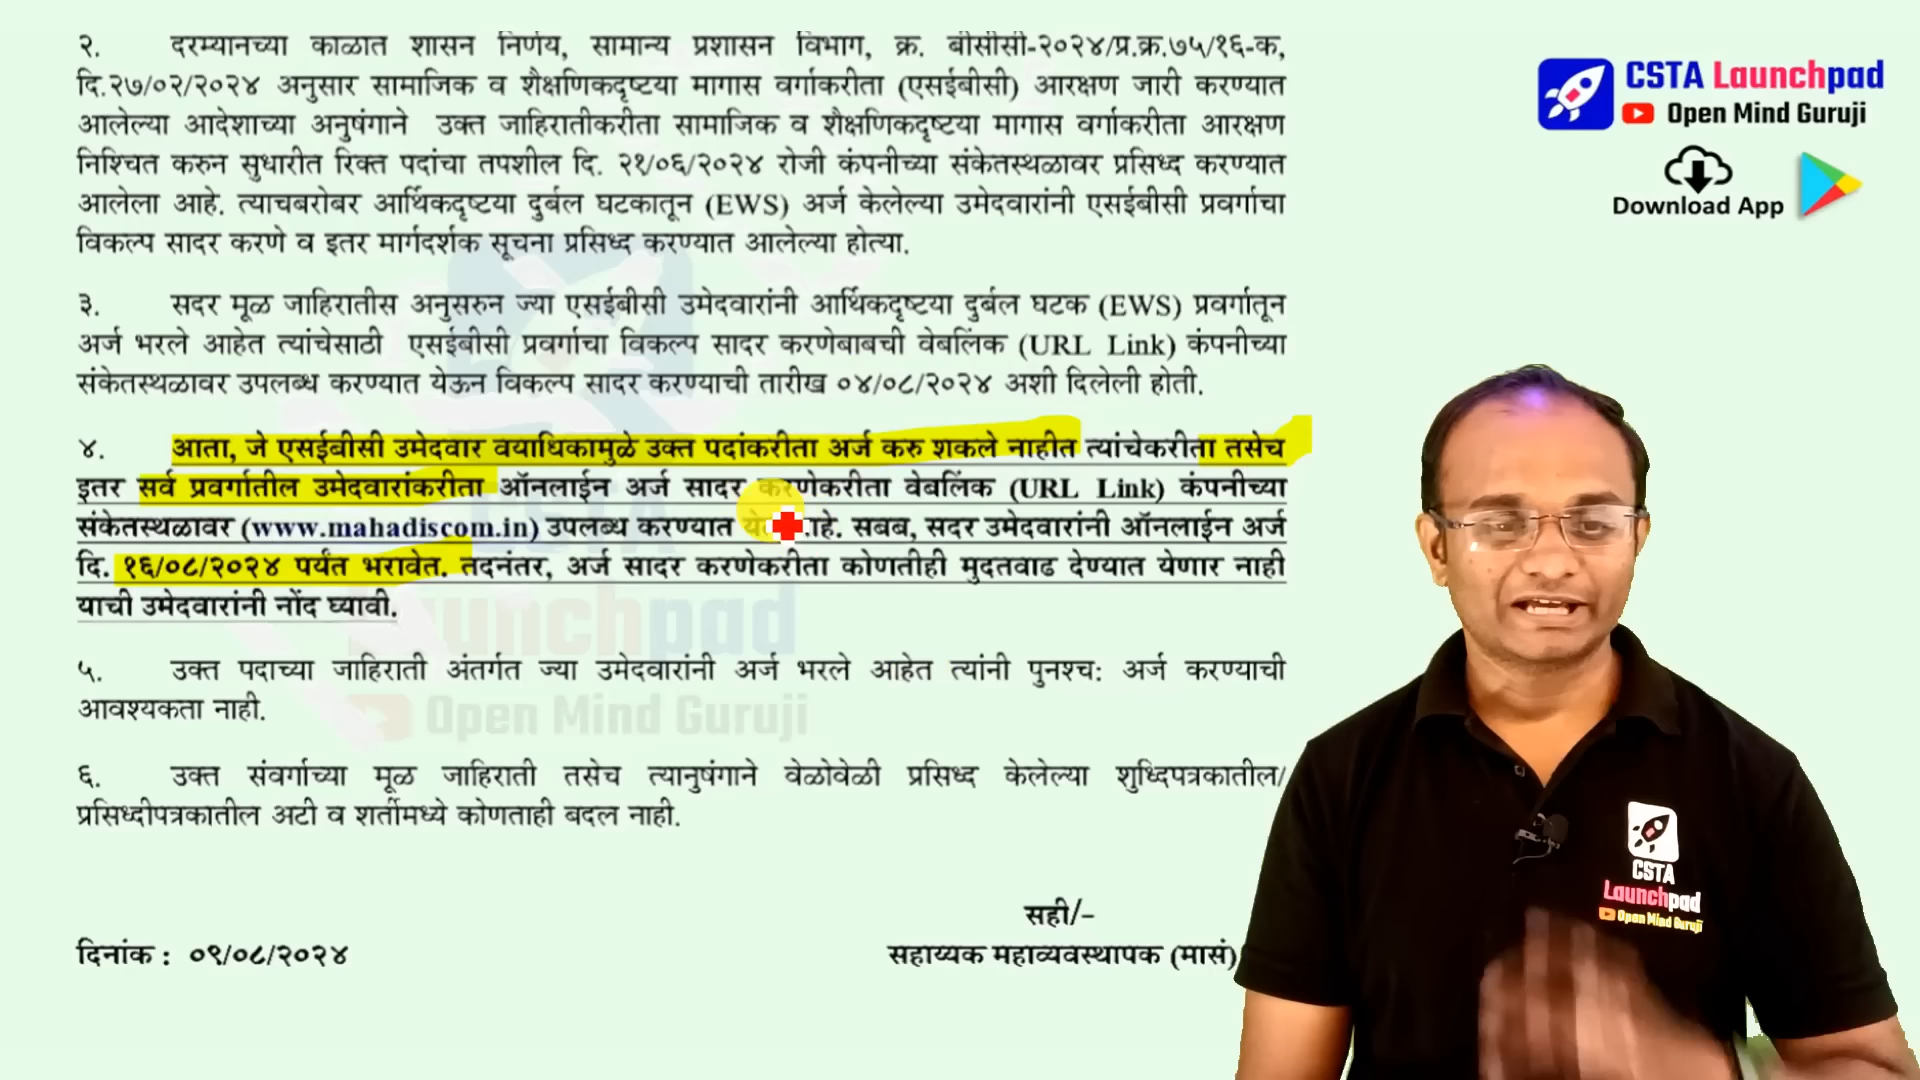 २. दरम्यानच्या काळात शासन निर्णय, सामान्य प्रशासन विभाग, क्र. बीसीसी-२०२४/प्र.क्र.७५/१६-क,
दि.२७/०२/२०२४ अनुसार सामाजिक व शैक्षणिकदृष्टया मागास वर्गाकरीता (एसईबीसी) आरक्षण जारी करण्यात
आलेल्या आदेशाच्या अनुषंगाने उक्त जाहिरातीकरीता सामाजिक व शैक्षणिकदृष्टया मागास वर्गाकरीता आरक्षण
निश्चित करुन सुधारीत रिक्त पदांचा तपशील दि. २१/०६/२०२४ रोजी कंपनीच्या संकेतस्थळावर प्रसिध्द करण्यात
आलेला आहे. त्याचबरोबर आर्थिकदृष्टया दुर्बल घटकातून (EWS) अर्ज केलेल्या उमेदवारांनी एसईबीसी प्रवर्गाचा
विकल्प सादर करणे व इतर मार्गदर्शक सूचना प्रसिध्द करण्यात आलेल्या होत्या.
३. सदर मूळ जाहिरातीस अनुसरुन ज्या एसईबीसी उमेदवारांनी आर्थिकदृष्टया दुर्बल घटक (EWS) प्रवर्गातून
अर्ज भरले आहेत त्यांचेसाठी एसईबीसी प्रवर्गाचा विकल्प सादर करणेबाबची वेबलिंक (URL Link) कंपनीच्या
संकेतस्थळावर उपलब्ध करण्यात येऊन विकल्प सादर करण्याची तारीख ०४/०८/२०२४ अशी दिलेली होती.
४. आता, जे एसईबीसी उमेदवार वयाधिकामुळे उक्त पदांकरीता अर्ज करु शकले नाहीत त्यांचेकरीता तसेच
इतर सर्व प्रवर्गातील उमेदवारांकरीता ऑनलाईन अर्ज सादर करणेकरीता वेबलिंक (URL Link) कंपनीच्या
संकेतस्थळावर (www.mahadiscom.in) उपलब्ध करण्यात सबब, सदर उमेदवारांनी ऑनलाईन अर्ज
दि. १६/०८/२०२४ पर्यंत भरावेत. तदनंतर, अर्ज सादर करणेकरीता कोणतीही मुदतवाढ देण्यात येणार नाही
याची उमेदवारांनी नोंद घ्यावी.
५. उक्त पदाच्या जाहिराती अंतर्गत ज्या उमेदवारांनी अर्ज भरले आहेत त्यांनी पुनश्च: अर्ज करण्याची
आवश्यकता नाही.
६. उक्त संवर्गाच्या मूळ जाहिराती तसेच त्यानुषंगाने वेळोवेळी प्रसिध्द केलेल्या शुध्दिपत्रकातील/
प्रसिध्दीपत्रकातील अटी व शर्तीमध्ये कोणताही बदल नाही.
सही/-
दिनांक : ०९/०८/२०२४ सहाय्यक महाव्यवस्थापक (मासं)
CSTA Launchpad
Open Mind Guruji
Download App
Launchpad
Open Mind Guruji
CSTA
Launchpad
Open Mind Guruji